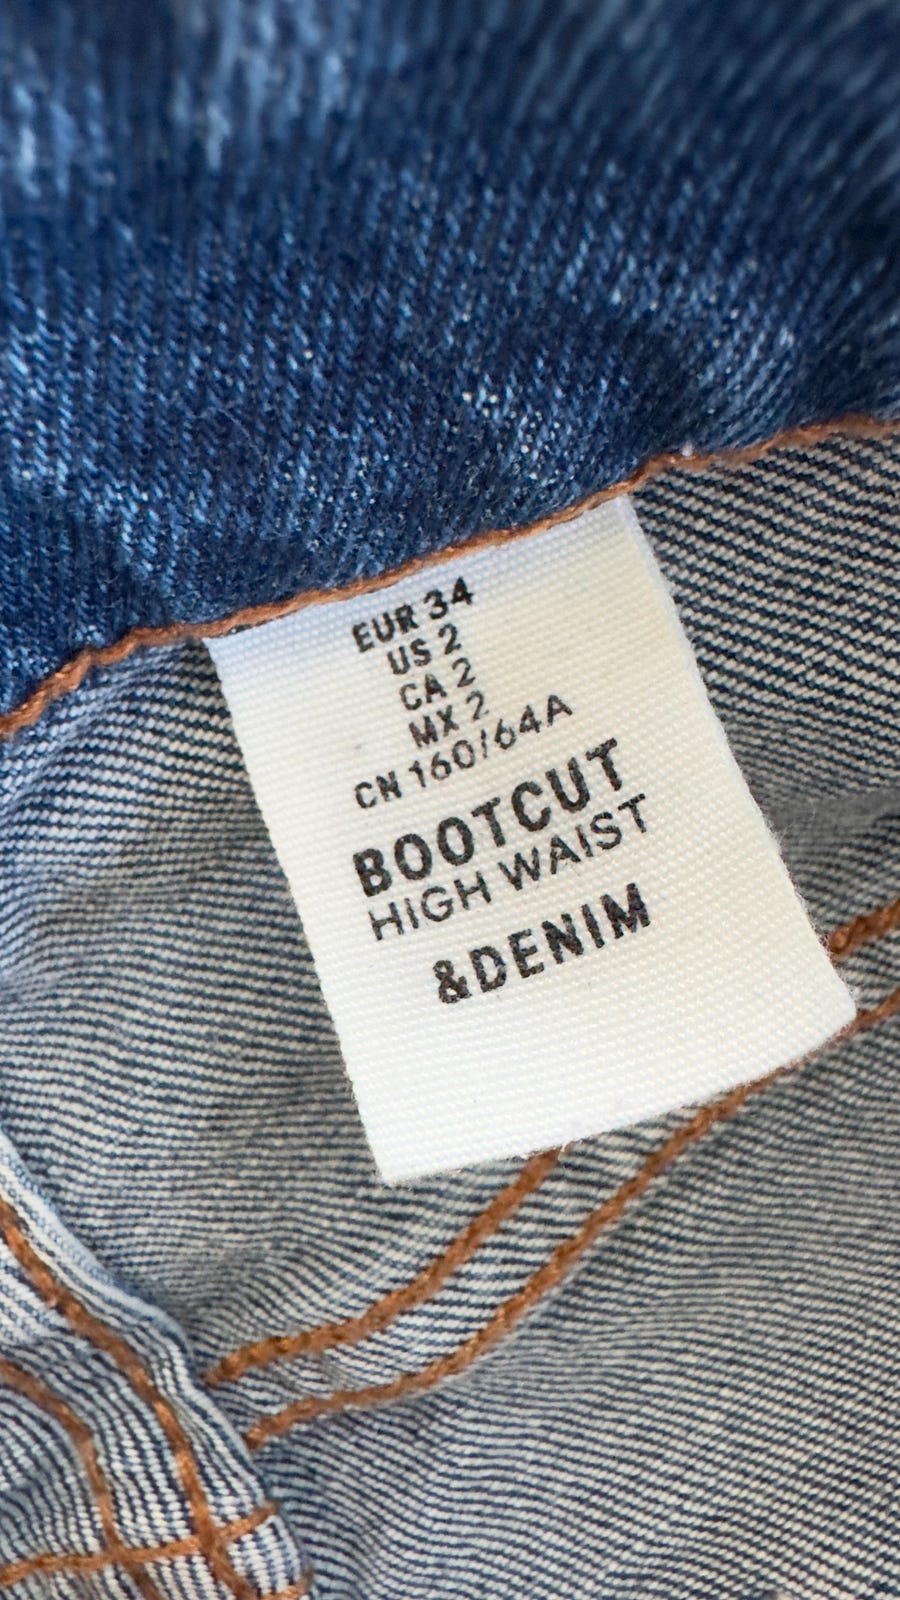 EUR 34
US 2
CA 2
MX 2
CN 160/64A
BOOTCUT
HIGH WAIST
&DENIM